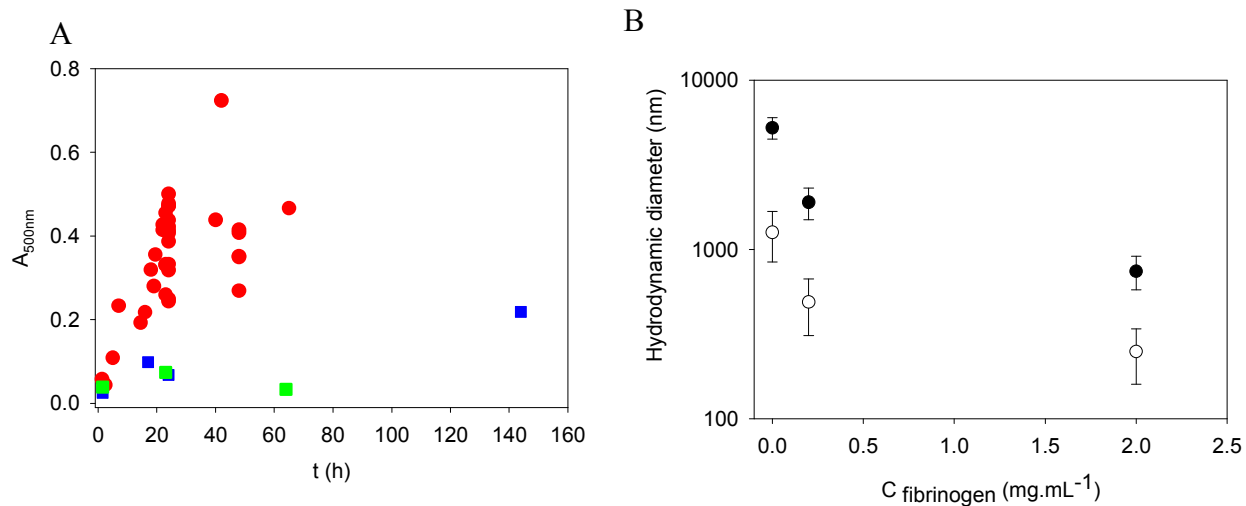 A
0.8
0.6
0.4
0.2
0.0
A500nm
0 20 40 60 80 100 120 140 160
t (h)
B
10000
1000
100
Hydrodynamic diameter (nm)
0.0 0.5 1.0 1.5 2.0 2.5
C fibrinogen (mg.mL-1)